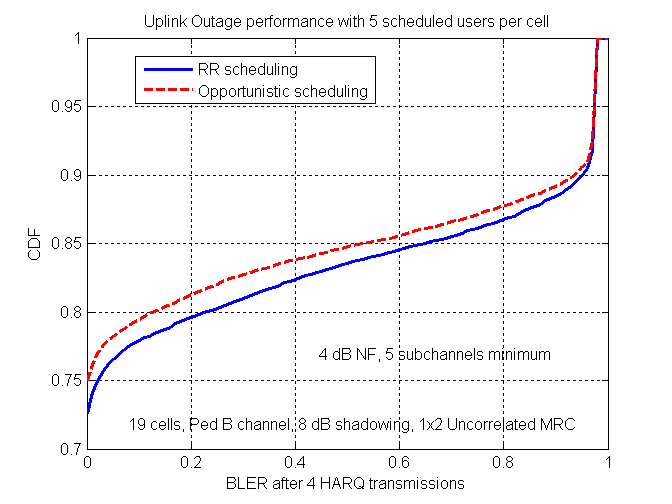 Uplink Outage performance with 5 scheduled users per cell
RR scheduling
Opportunistic scheduling
1
0.95
0.9
0.85
0.8
0.75
0.7
CDF
4 dB NF, 5 subchannels minimum
19 cells, Ped B channel, 8 dB shadowing, 1x2 Uncorrelated MRC
0 0.2 0.4 0.6 0.8 1
BLER after 4 HARQ transmissions